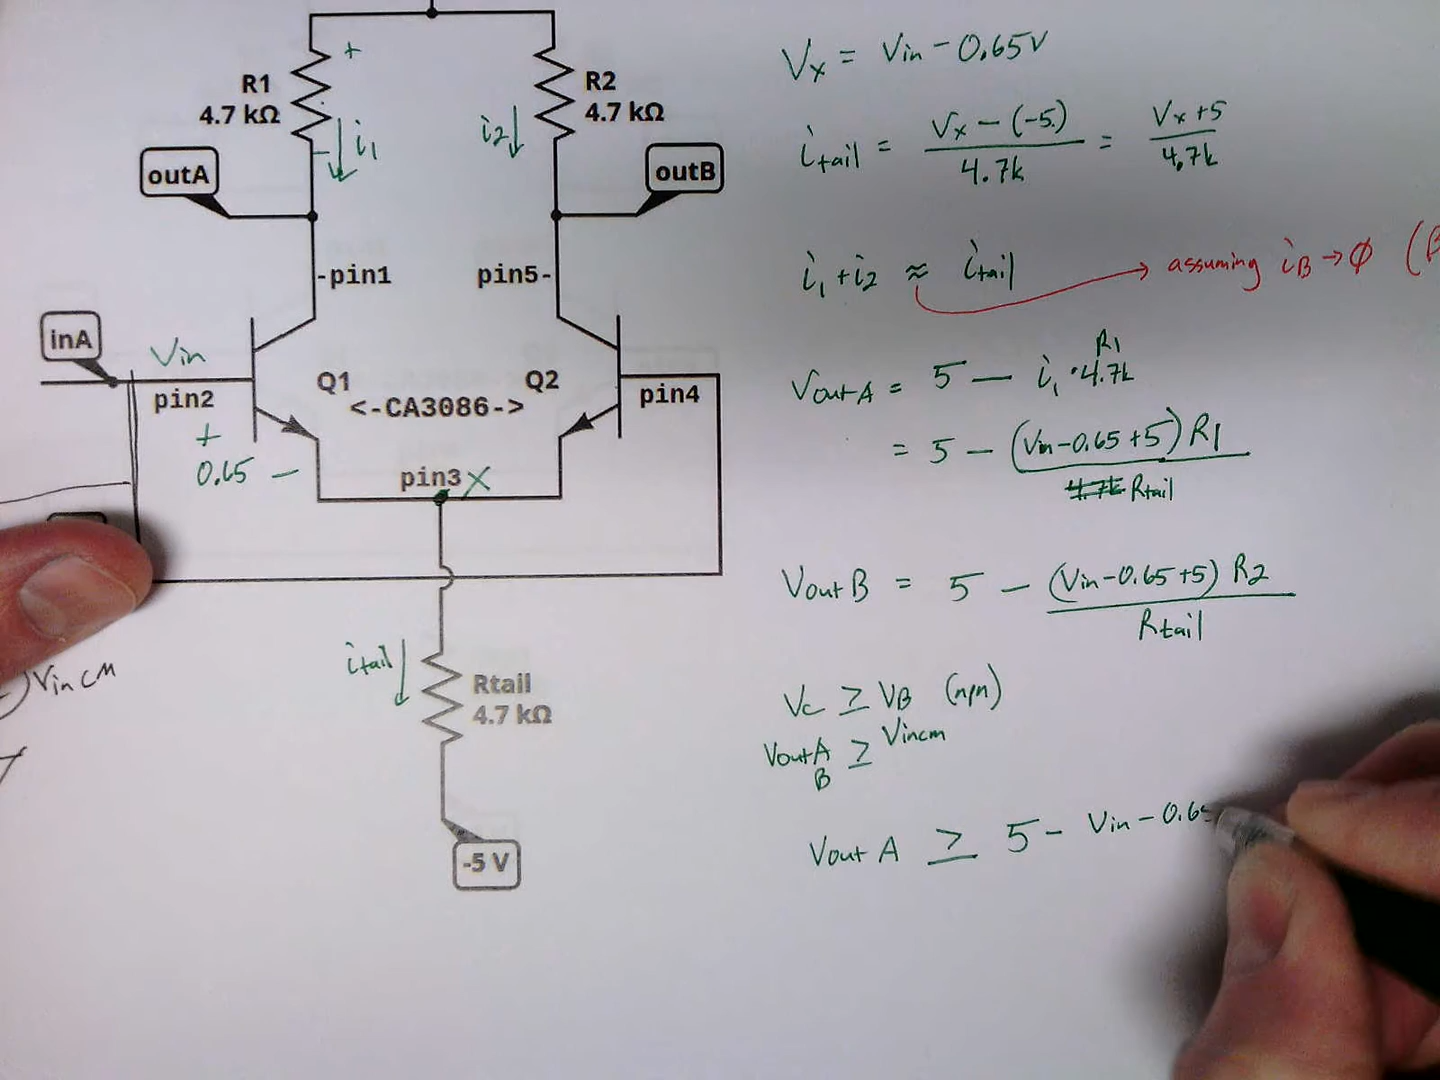 R1
4.7 kΩ
+
i1
-
R2
4.7 kΩ
i2
outA
outB
-pin1
pin5-
inA
Vin
pin2
Q1
Q2
<-CA3086->
pin4
+
0.65 -
pin3 X
itail
Rtail
4.7 kΩ
-5 V
VinCM
Vx = Vin - 0.65V
itail = Vx - (-5) / 4.7k = Vx + 5 / 4.7k
i1 + i2 ≈ itail → assuming iB → ϕ (
VoutA = 5 - i1 · 4.7k
R1
= 5 - (Vin - 0.65 + 5) R1
4.7k Rtail
VoutB = 5 - (Vin - 0.65 + 5) R2
Rtail
Vc ≥ VB (npn)
VoutA ≥ Vincm
B
VoutA ≥ 5 - Vin - 0.65